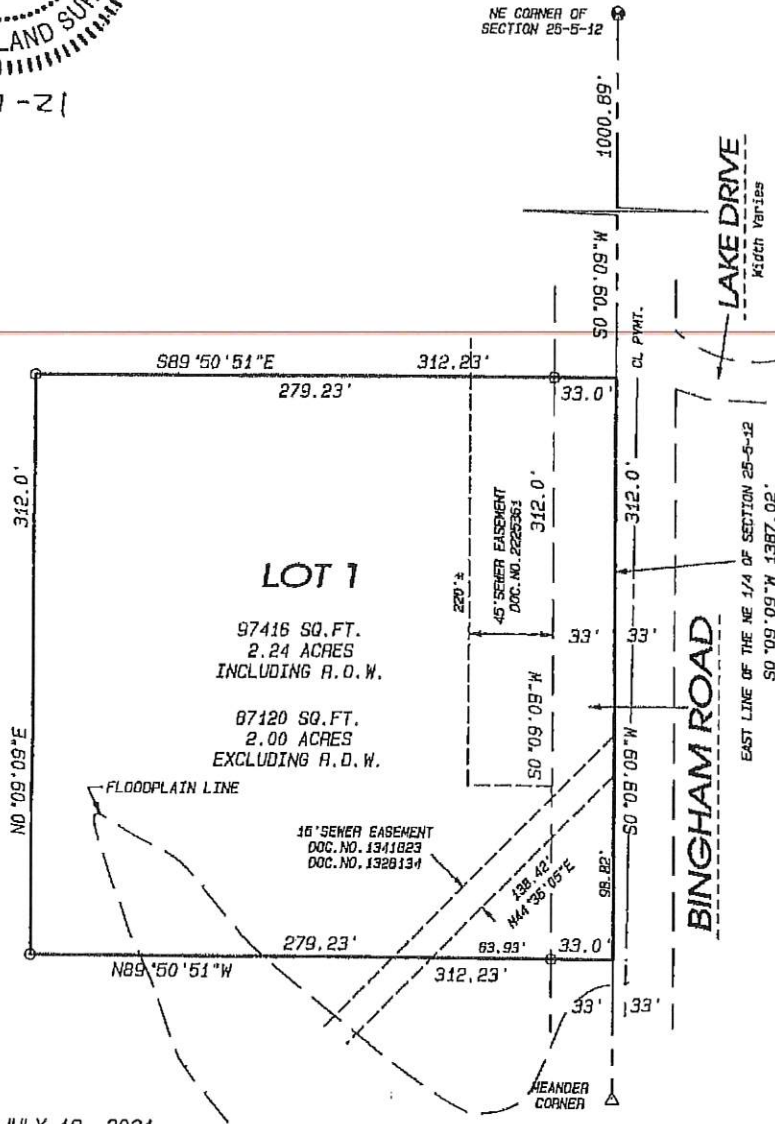 LAND SUR
12-
NE CORNER OF
SECTION 25-5-12
1000.89'
S0°09'09"W
LAKE DRIVE
Width Varies
CL PVMT.
S89°50'51"E
312.23'
279.23'
33.0'
312.0'
312.0'
312.0'
45'SEWER EASEMENT
DOC.NO.2225361
220'±
LOT 1
97416 SQ.FT.
2.24 ACRES
INCLUDING R.O.W.
87120 SQ.FT.
2.00 ACRES
EXCLUDING R.O.W.
33'
33'
S0°09'09"W
S0°09'09"W
N0°09'09"E
BINGHAM ROAD
EAST LINE OF THE NE 1/4 OF SECTION 25-5-12
S0°09'09"W 1387.02'
FLOODPLAIN LINE
16'SEWER EASEMENT
DOC.NO.1341823
DOC.NO.1328134
138.42'
N44°35'05"E
98.82'
279.23'
63.93'
33.0'
N89°50'51"W
312.23'
33'
33'
MEANDER
CORNER